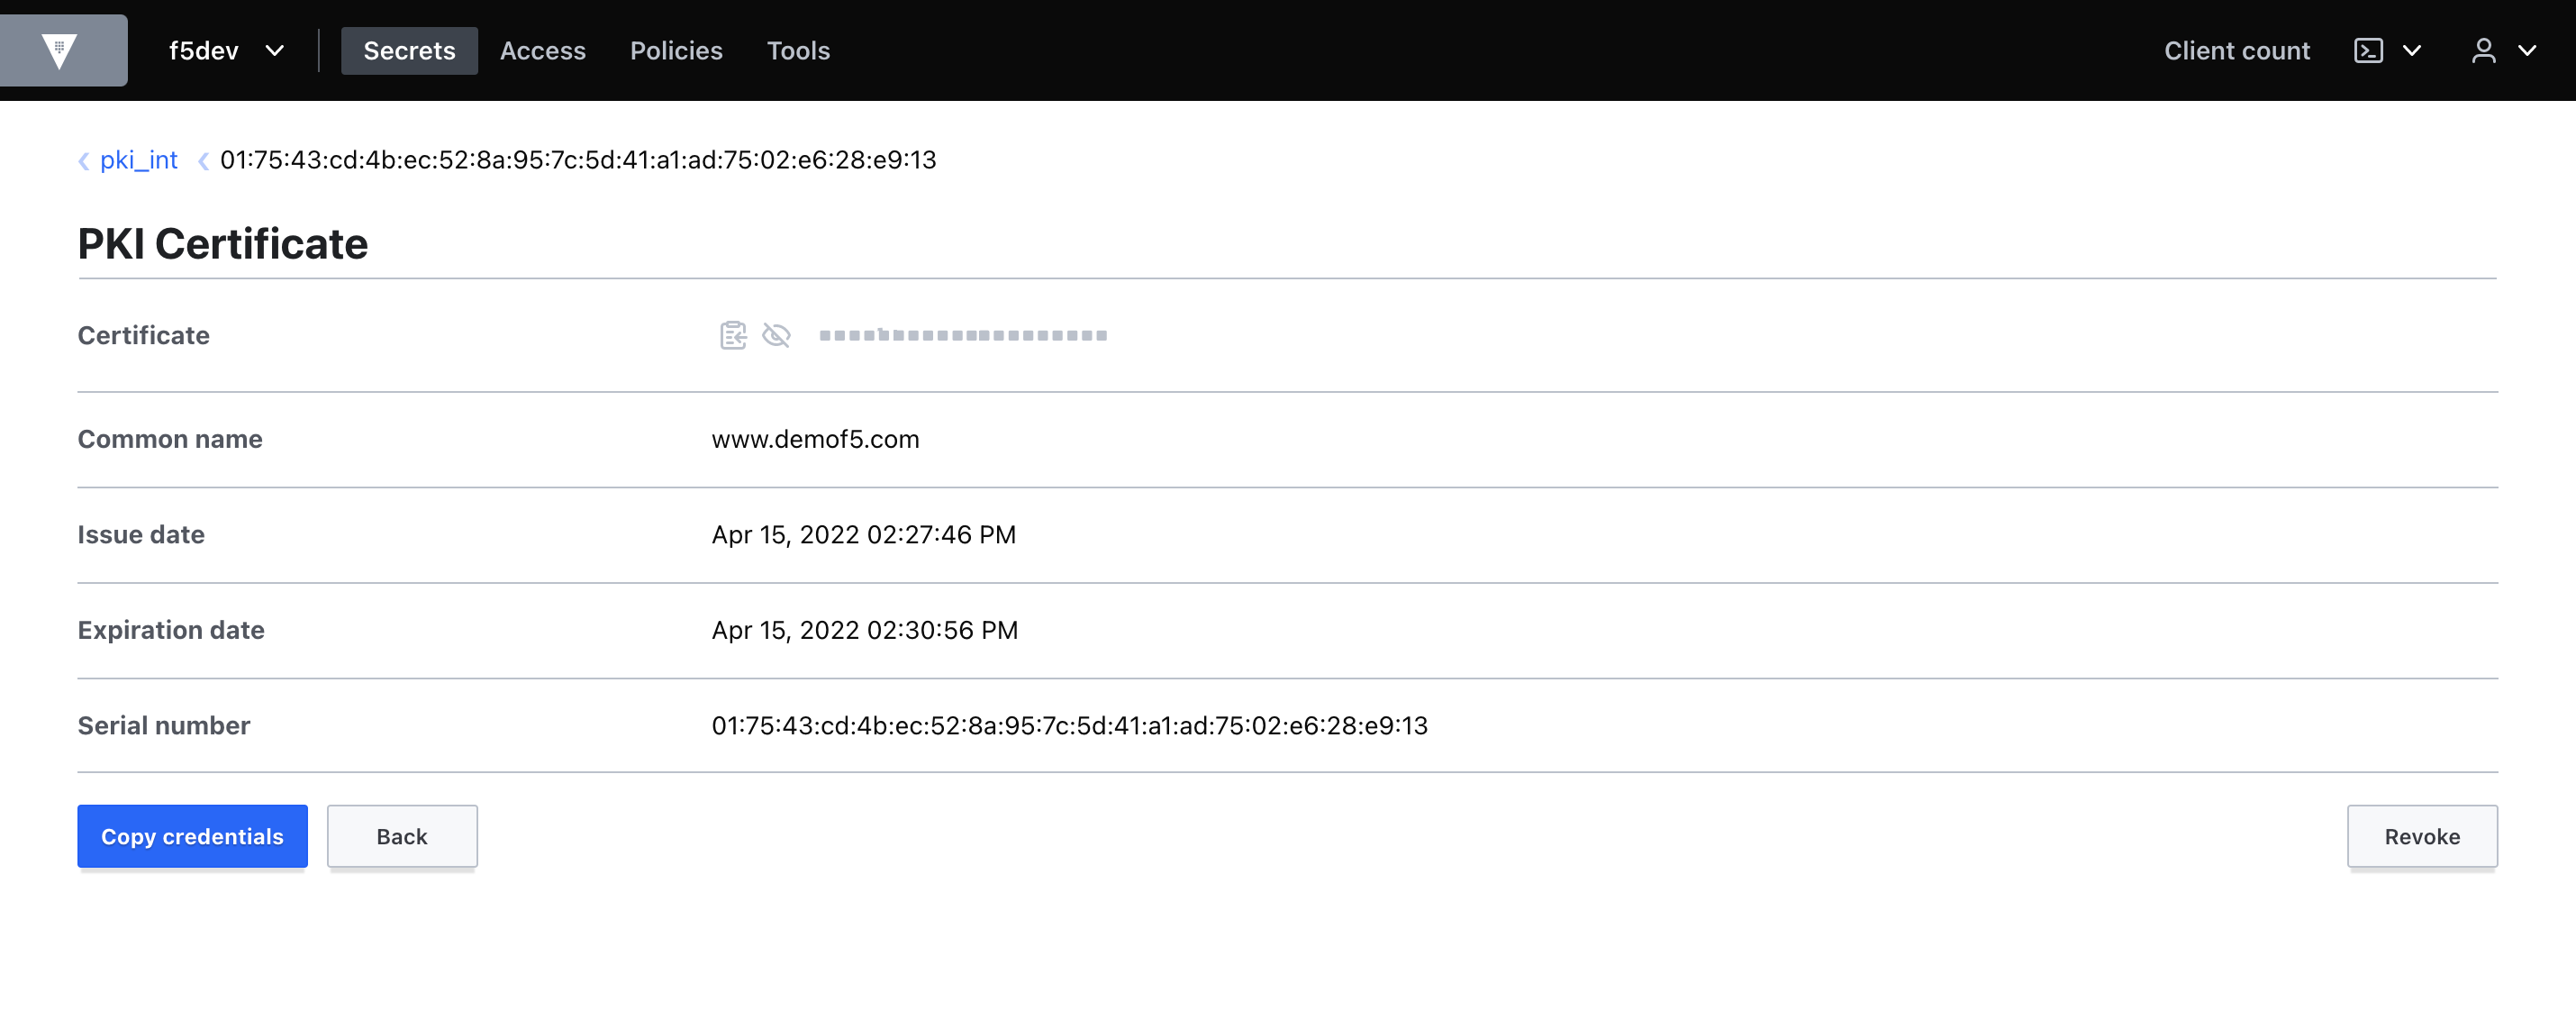 f5dev Secrets Access Policies Tools Client count
pki_int 01:75:43:cd:4b:ec:52:8a:95:7c:5d:41:a1:ad:75:02:e6:28:e9:13
PKI Certificate
Certificate
Common name www.demof5.com
Issue date Apr 15, 2022 02:27:46 PM
Expiration date Apr 15, 2022 02:30:56 PM
Serial number 01:75:43:cd:4b:ec:52:8a:95:7c:5d:41:a1:ad:75:02:e6:28:e9:13
Copy credentials Back Revoke